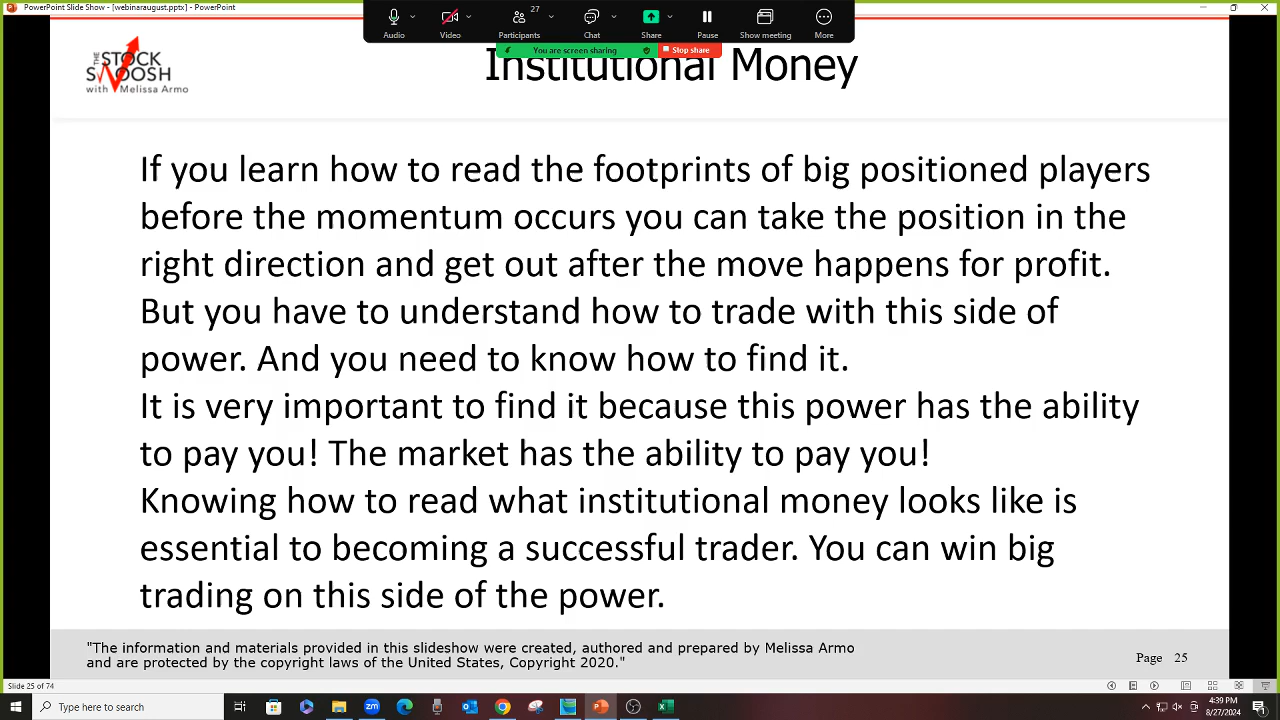 PowerPoint Slide Show - [webinaraugust.pptx] - PowerPoint
27
Audio
Video
Participants
Chat
Share
Pause
Show meeting
More
You are screen sharing
Stop share
THE
STOCK
SWOOSH
with Melissa Armo
Institutional Money
If you learn how to read the footprints of big positioned players
before the momentum occurs you can take the position in the
right direction and get out after the move happens for profit.
But you have to understand how to trade with this side of
power. And you need to know how to find it.
It is very important to find it because this power has the ability
to pay you! The market has the ability to pay you!
Knowing how to read what institutional money looks like is
essential to becoming a successful trader. You can win big
trading on this side of the power.
"The information and materials provided in this slideshow were created, authored and prepared by Melissa Armo
and are protected by the copyright laws of the United States, Copyright 2020."
Page 25
Slide 25 of 74
Type here to search
4:39 PM
8/27/2024